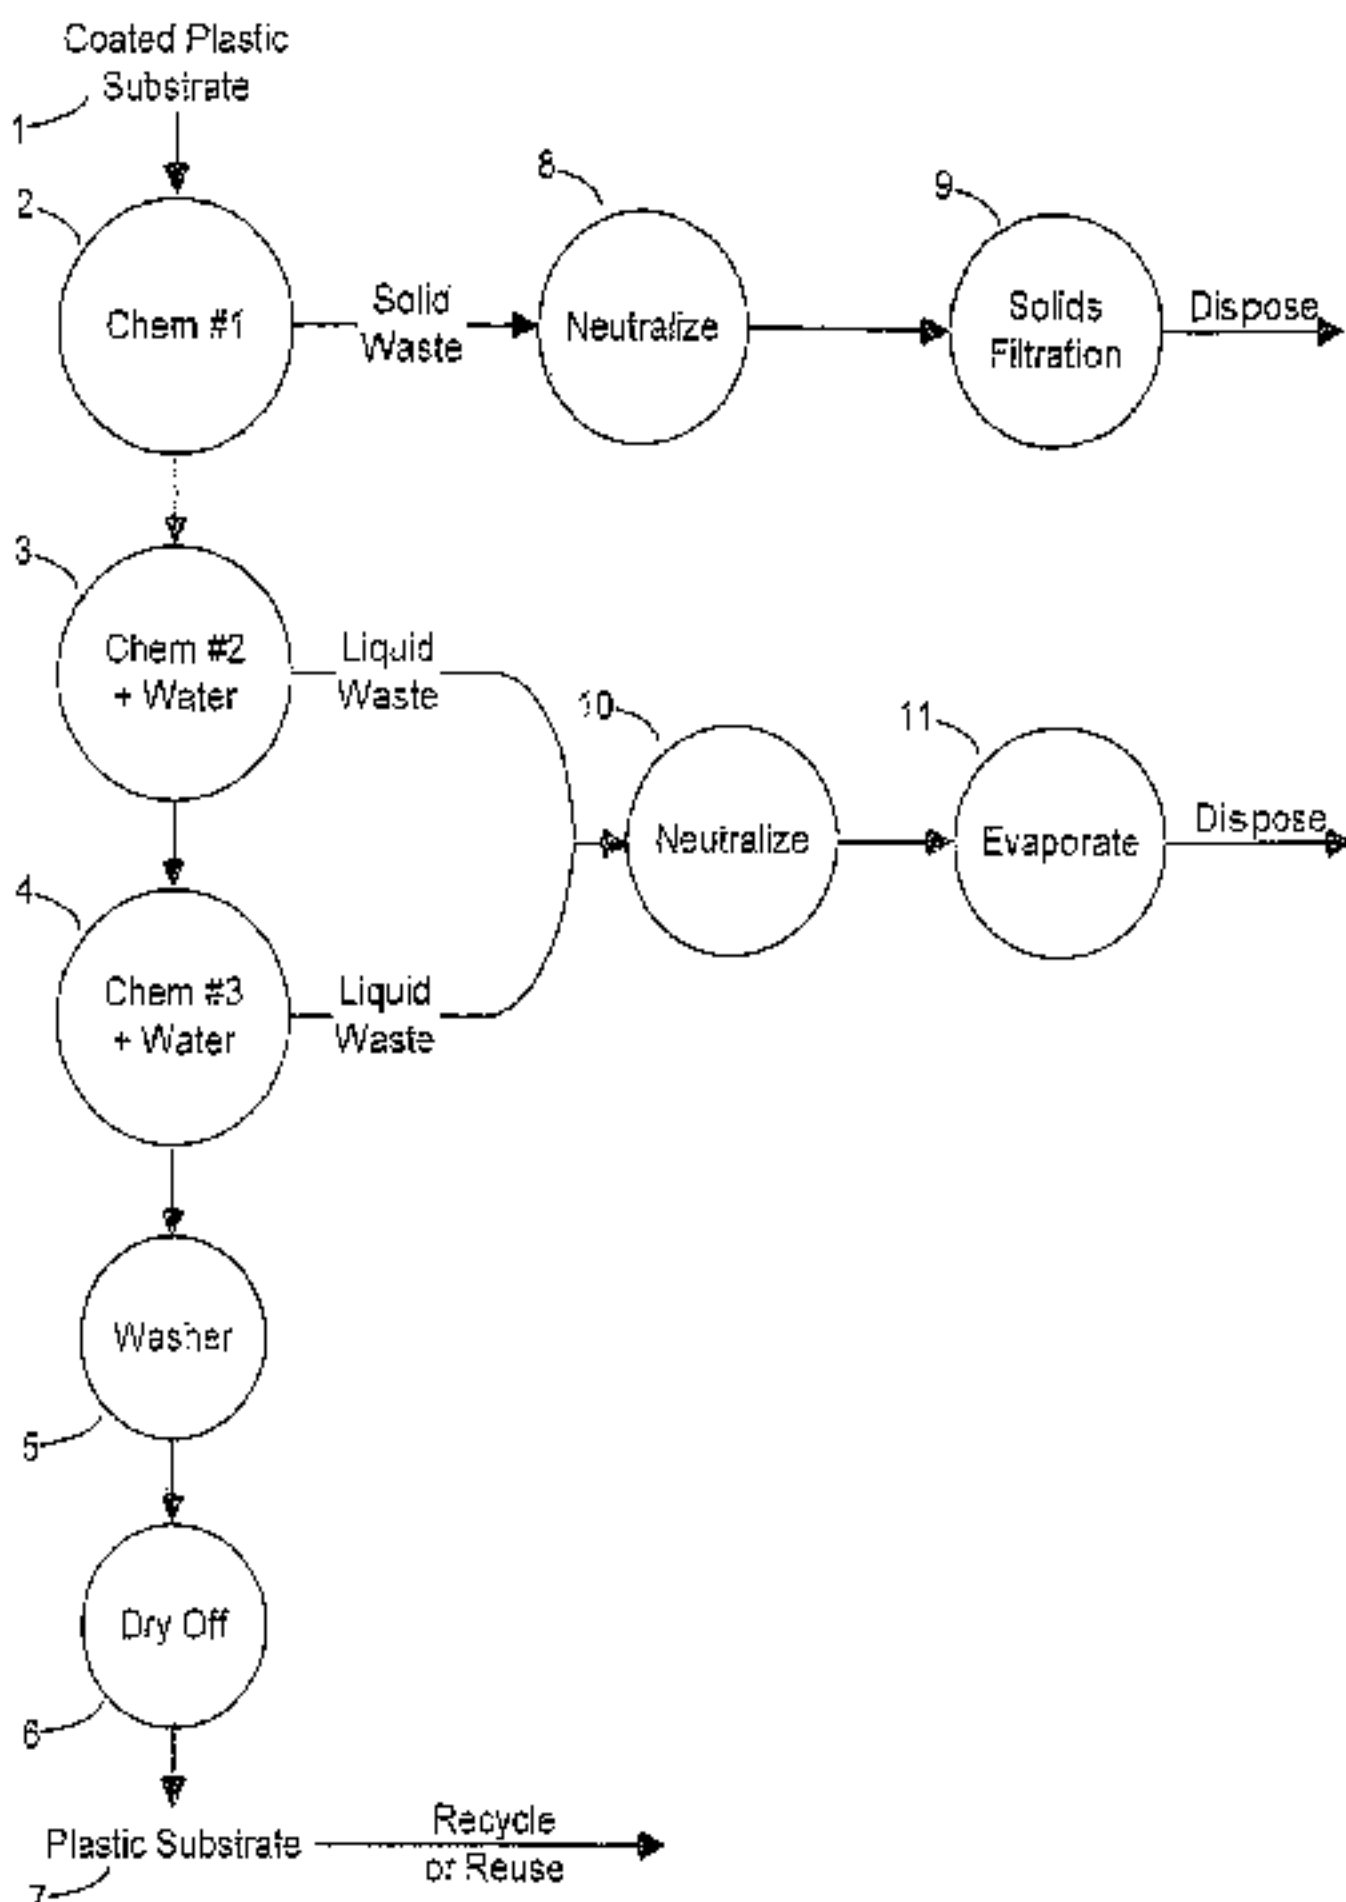 Coated Plastic
Substrate
1
2
Chem #1
Solid
Waste
8
Neutralize
9
Solids
Filtration
Dispose
3
Chem #2
+ Water
Liquid
Waste
10
Neutralize
11
Evaporate
Dispose
4
Chem #3
+ Water
Liquid
Waste
Washer
5
Dry Off
6
Plastic Substrate
7
Recycle
or Reuse